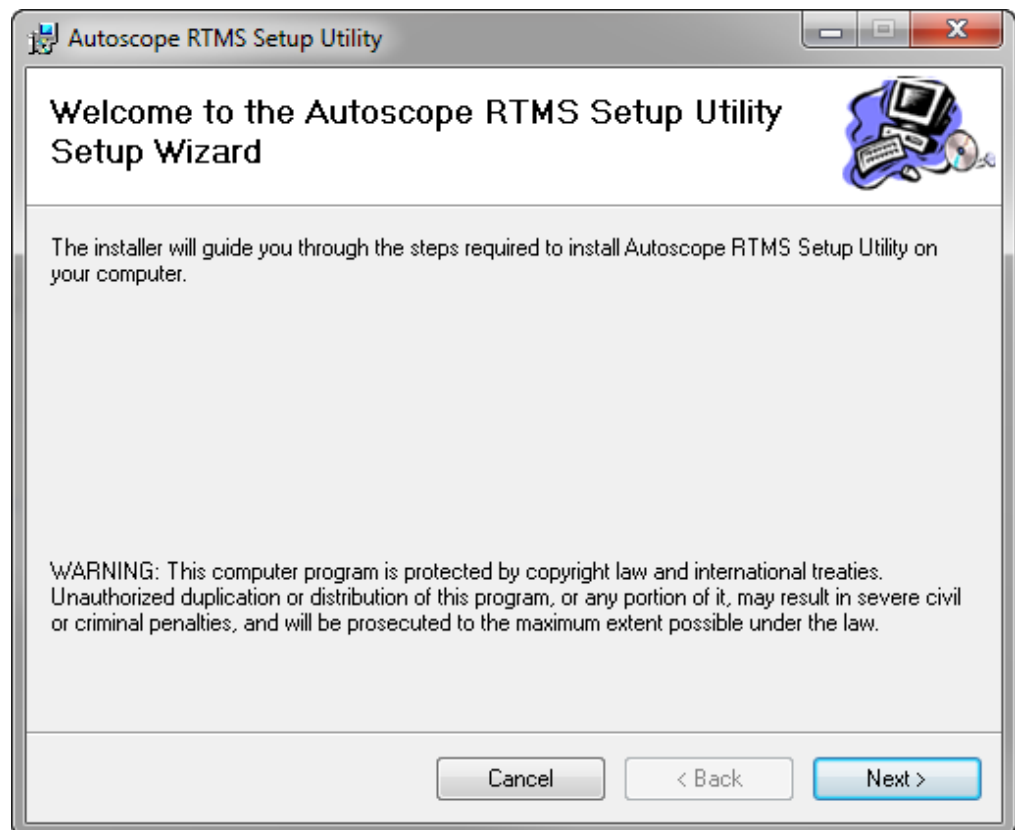 Autoscope RTMS Setup Utility
Welcome to the Autoscope RTMS Setup Utility
Setup Wizard
The installer will guide you through the steps required to install Autoscope RTMS Setup Utility on
your computer.
WARNING: This computer program is protected by copyright law and international treaties.
Unauthorized duplication or distribution of this program, or any portion of it, may result in severe civil
or criminal penalties, and will be prosecuted to the maximum extent possible under the law.
Cancel
< Back
Next >